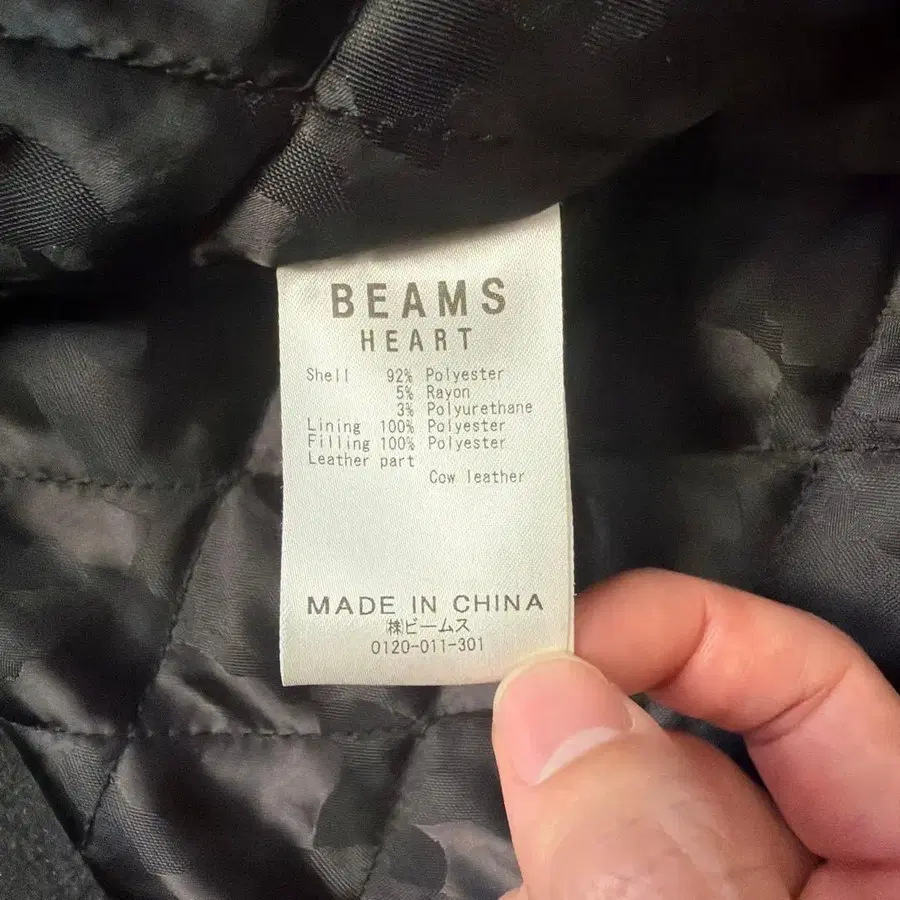 BEAMS
HEART
Shell 92% Polyester
5% Rayon
3% Polyurethane
Lining 100% Polyester
Filling 100% Polyester
Leather part
Cow leather
MADE IN CHINA
㈱ビームス
0120-011-301